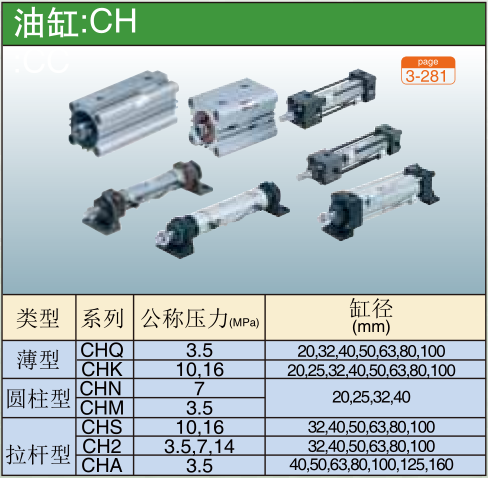 油缸:CH
:CC
page
3-281
类型 系列 公称压力(MPa) 缸径(mm)
薄型 CHQ 3.5 20,32,40,50,63,80,100
CHK 10,16 20,25,32,40,50,63,80,100
圆柱型 CHN 7 20,25,32,40
CHM 3.5
拉杆型 CHS 10,16 32,40,50,63,80,100
CH2 3.5,7,14 32,40,50,63,80,100
CHA 3.5 40,50,63,80,100,125,160